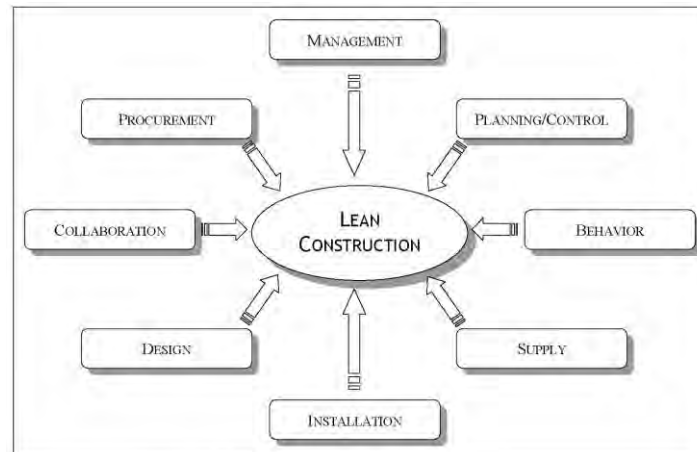 MANAGEMENT
PROCUREMENT
PLANNING/CONTROL
LEAN
CONSTRUCTION
COLLABORATION
BEHAVIOR
DESIGN
SUPPLY
INSTALLATION